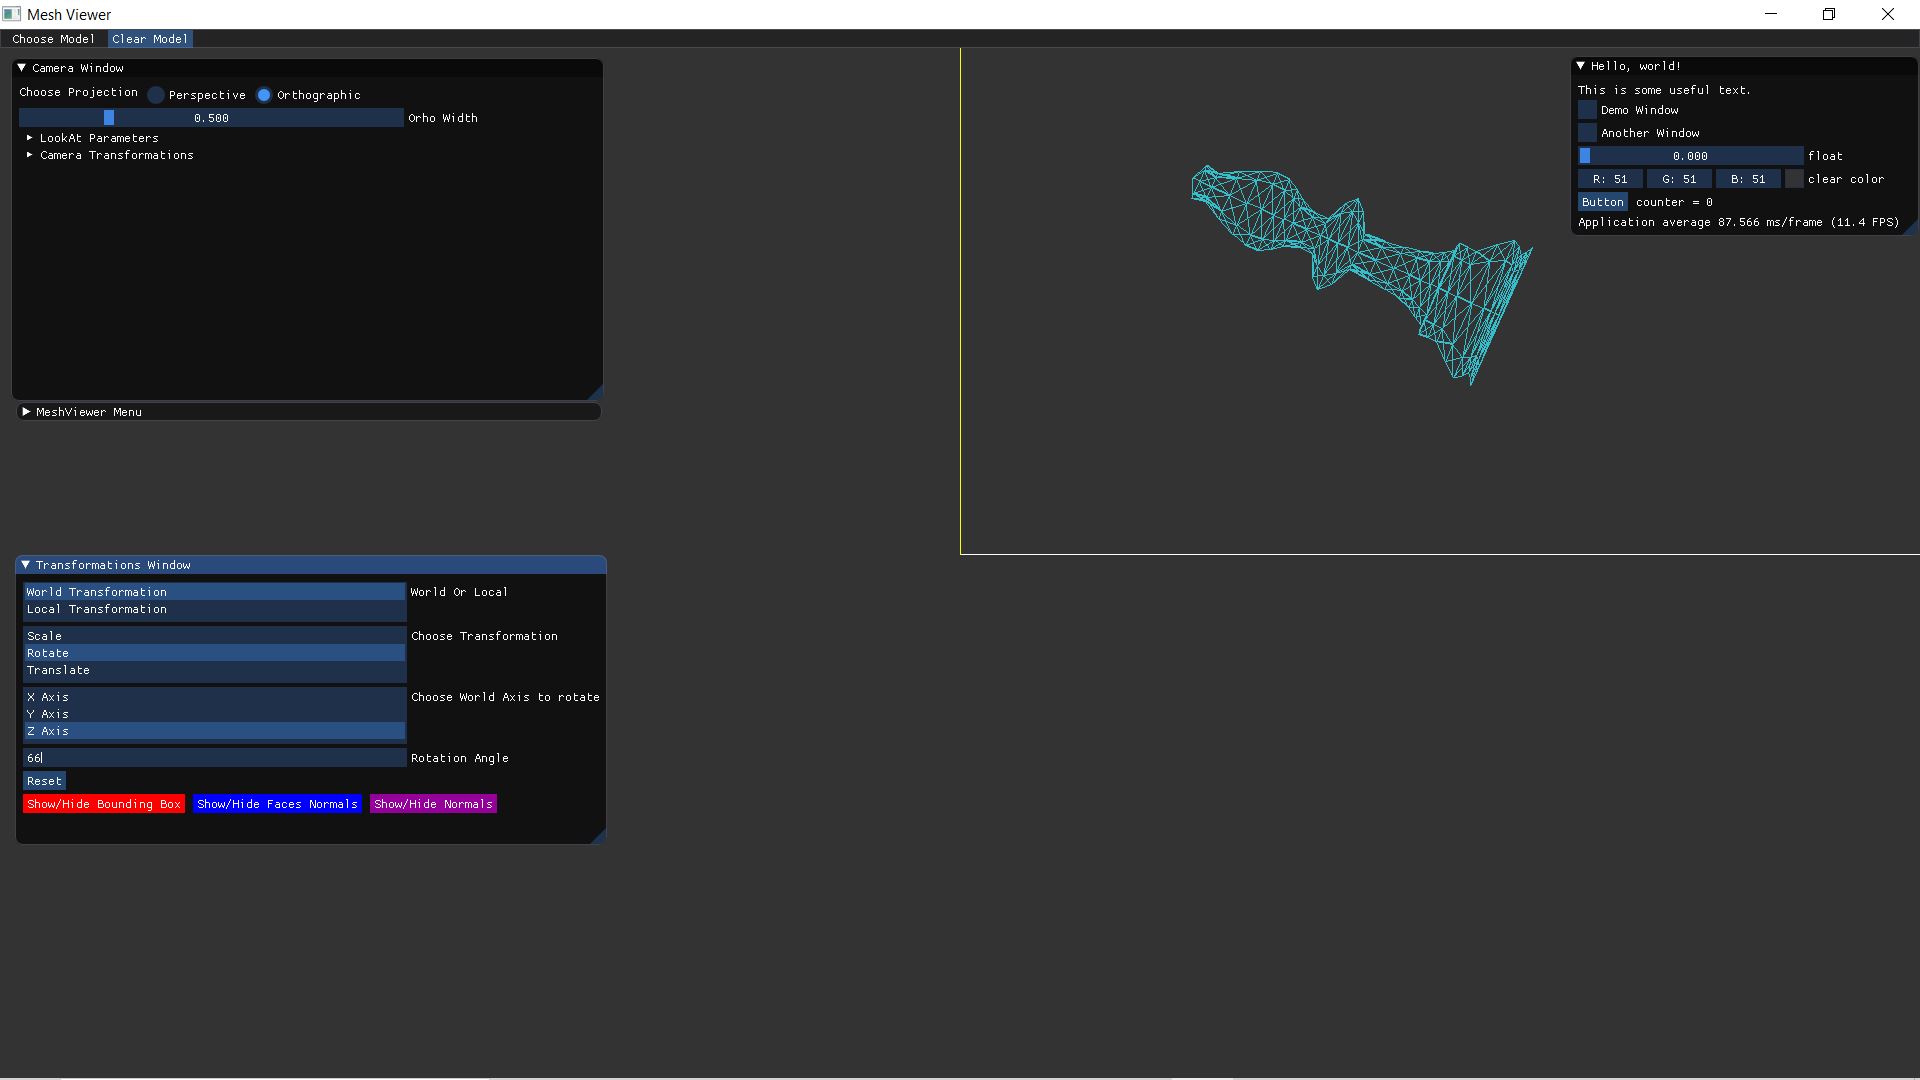 Mesh Viewer
Choose Model Clear Model
Camera Window
Choose Projection Perspective Orthographic
0.500 Orho Width
LookAt Parameters
Camera Transformations
MeshViewer Menu
Hello, world!
This is some useful text.
Demo Window
Another Window
0.000 float
R: 51 G: 51 B: 51 clear color
Button counter = 0
Application average 87.566 ms/frame (11.4 FPS)
Transformations Window
World Transformation World Or Local
Local Transformation
Scale Choose Transformation
Rotate
Translate
X Axis Choose World Axis to rotate
Y Axis
Z Axis
66 Rotation Angle
Reset
Show/Hide Bounding Box Show/Hide Faces Normals Show/Hide Normals